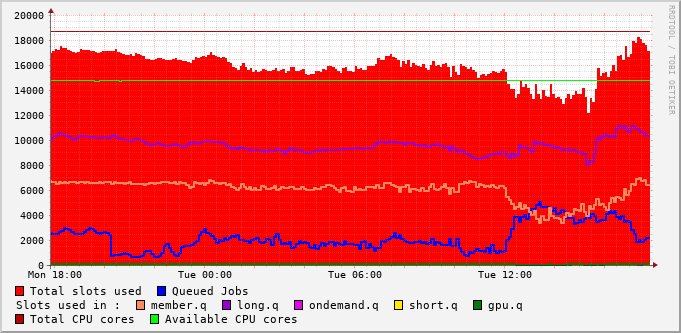 20000
18000
16000
14000
12000
10000
8000
6000
4000
2000
0
Mon 18:00 Tue 00:00 Tue 06:00 Tue 12:00
Total slots used Queued Jobs
Slots used in : member.q long.q ondemand.q short.q gpu.q
Total CPU cores Available CPU cores
RRDTOOL / TOBI OETIKER